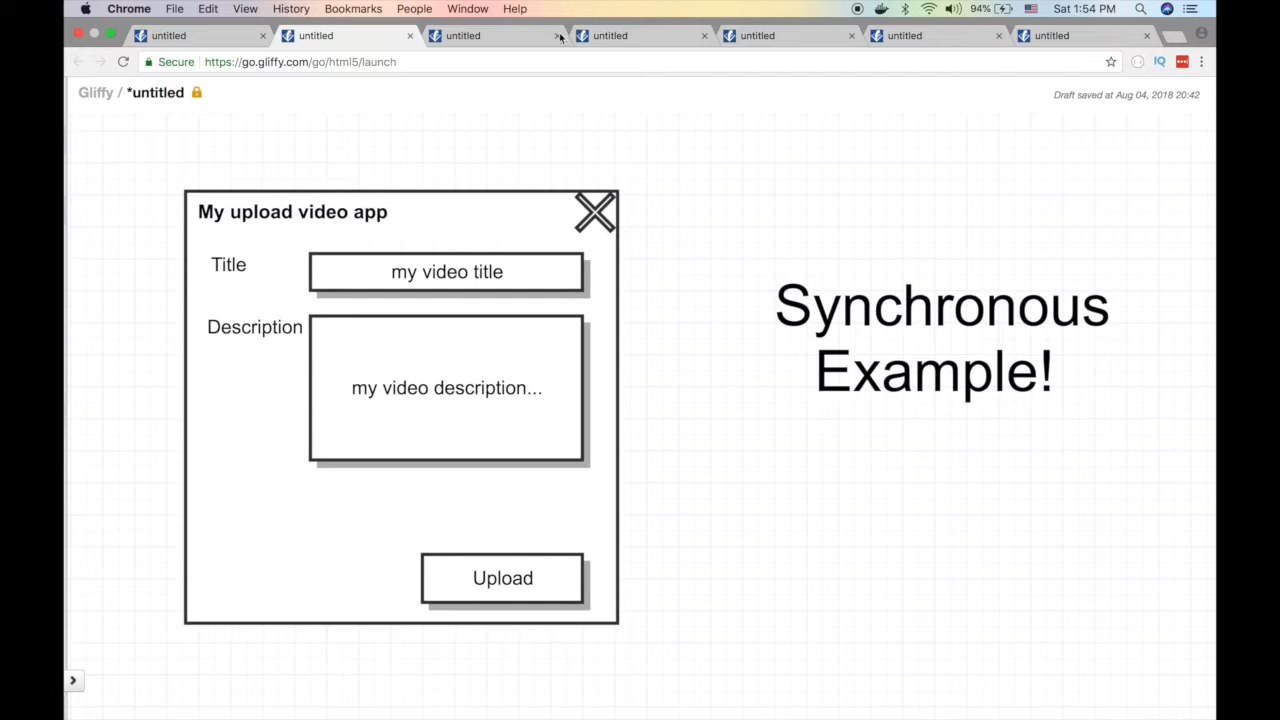 Chrome File Edit View History Bookmarks People Window Help 94% Sat 1:54 PM
untitled untitled untitled untitled untitled untitled untitled
Secure https://go.gliffy.com/go/html5/launch IQ
Gliffy / *untitled
Draft saved at Aug 04, 2018 20:42
My upload video app
Title
my video title
Description
my video description...
Upload
Synchronous
Example!